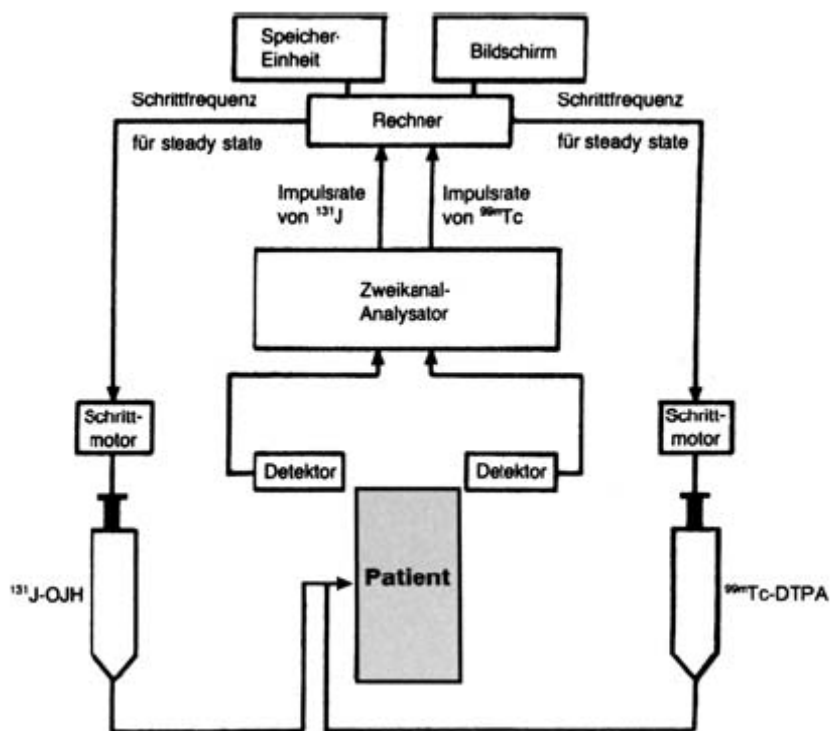 Speicher-
Einheit
Bildschirm
Schrittfrequenz
für steady state
Rechner
Schrittfrequenz
für steady state
Impulsrate
von ¹³¹J
Impulsrate
von ⁹⁹ᵐTc
Zweikanal-
Analysator
Schritt-
motor
Schritt-
motor
Detektor
Detektor
Patient
¹³¹J-OJH
⁹⁹ᵐTc-DTPA